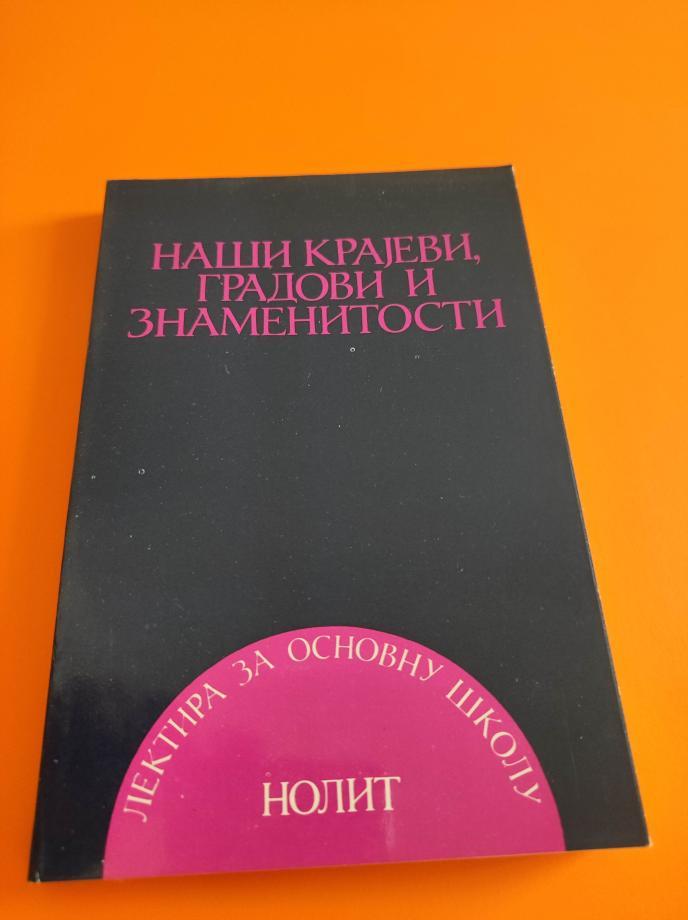 НАШИ КРАЈЕВИ,
ГРАДОВИ И
ЗНАМЕНИТОСТИ
ЛЕКТИРА ЗА ОСНОВНУ ШКОЛУ
НОЛИТ